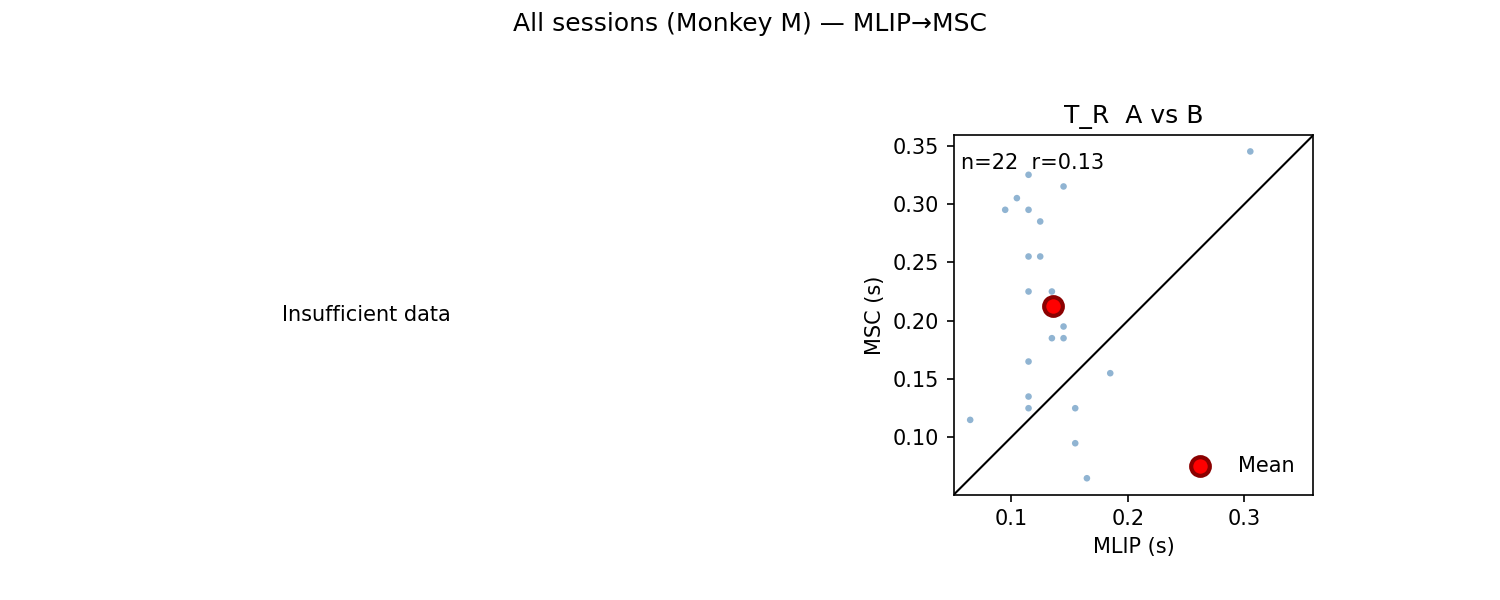 All sessions (Monkey M) — MLIP→MSC
Insufficient data
T_R  A vs B
n=22  r=0.13
0.35
0.30
0.25
0.20
0.15
0.10
MSC (s)
Mean
0.1
0.2
0.3
MLIP (s)